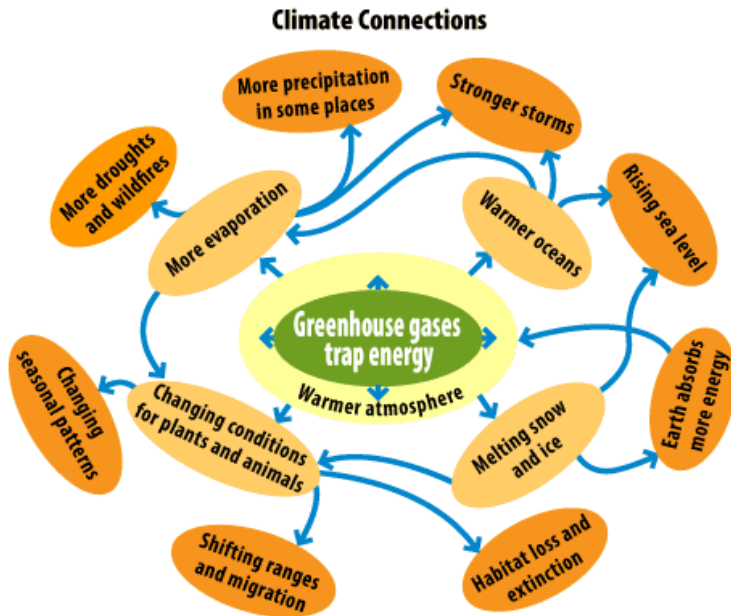 Climate Connections
More precipitation
in some places
Stronger storms
More droughts
and wildfires
More evaporation
Warmer oceans
Rising sea level
Greenhouse gases
trap energy
Warmer atmosphere
Changing
seasonal patterns
Changing conditions
for plants and animals
Melting snow
and ice
Earth absorbs
more energy
Shifting ranges
and migration
Habitat loss and
extinction